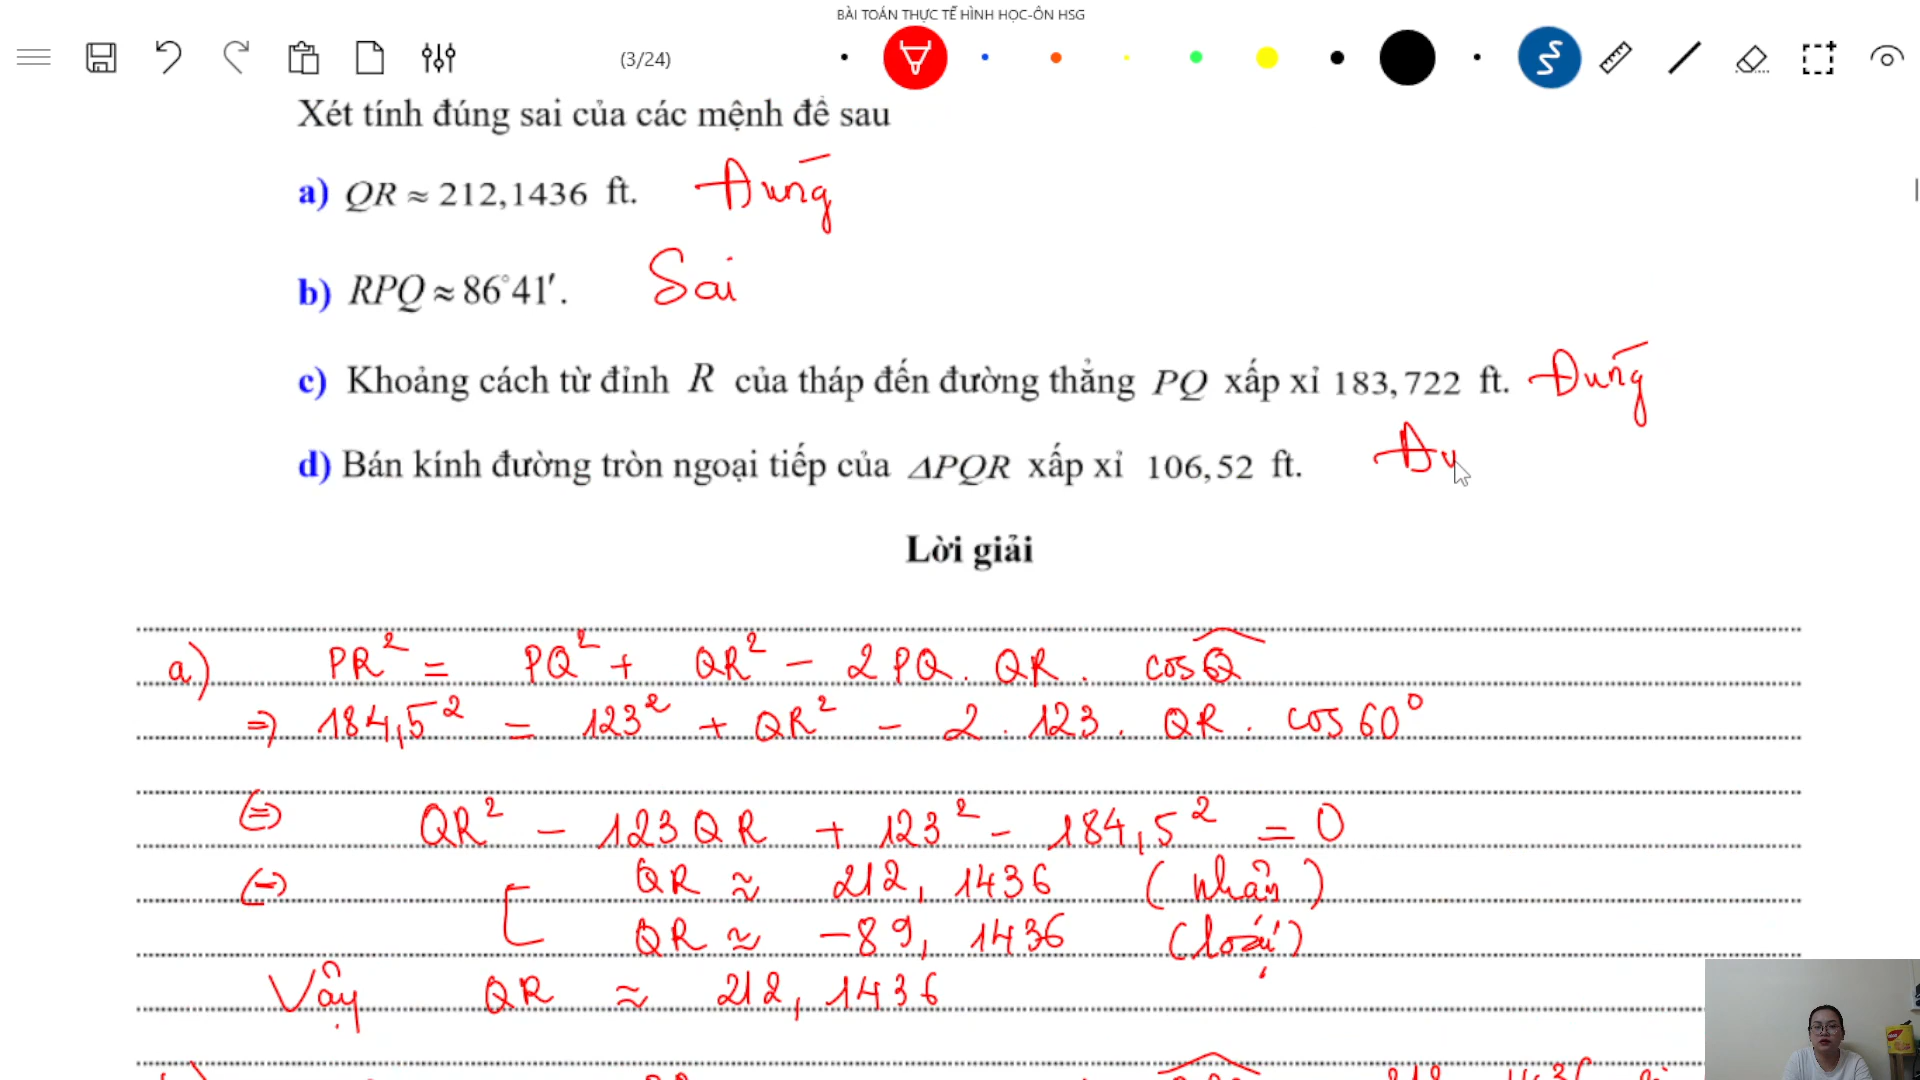 BÀI TOÁN THỰC TẾ HÌNH HỌC-ÔN HSG
(3/24)
Xét tính đúng sai của các mệnh đề sau
a) QR ≈ 212,1436 ft. Đúng
b) RPQ ≈ 86°41'. Sai
c) Khoảng cách từ đỉnh R của tháp đến đường thẳng PQ xấp xỉ 183,722 ft. Đúng
d) Bán kính đường tròn ngoại tiếp của ΔPQR xấp xỉ 106,52 ft. Đu
Lời giải
a) PR² = PQ² + QR² - 2PQ. QR. cos Q̂
⇒ 184,5² = 123² + QR² - 2 . 123 . QR . cos 60°
⇔ QR² - 123QR + 123² - 184,5² = 0
⇔ [ QR ≈ 212,1436 (nhận)
QR ≈ -89,1436 (loại)
Vậy QR ≈ 212,1436